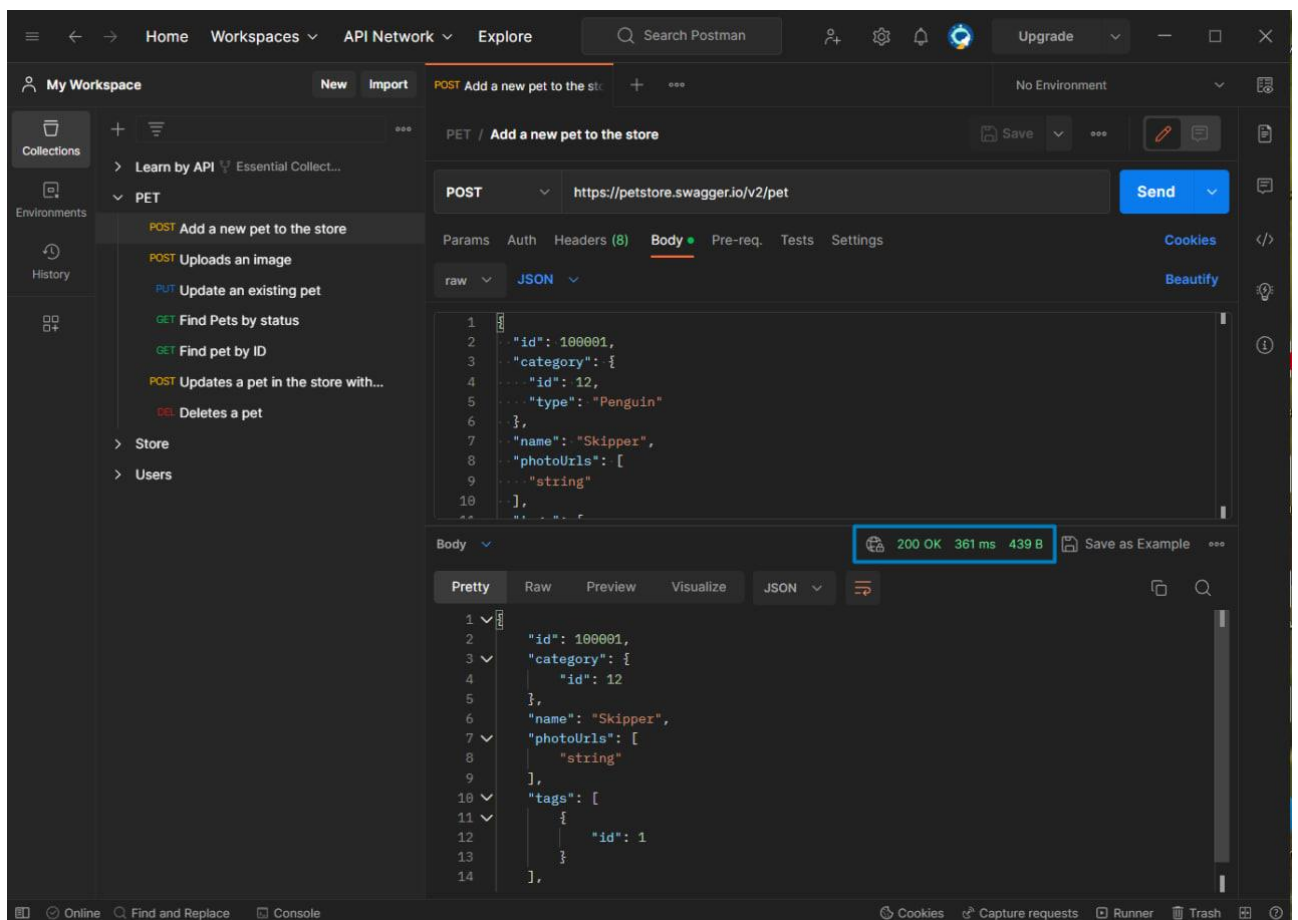 Home Workspaces API Network Explore Search Postman Upgrade
My Workspace New Import POST Add a new pet to the sto No Environment
Collections
Environments
History
Learn by API Essential Collect...
PET
POST Add a new pet to the store
POST Uploads an image
PUT Update an existing pet
GET Find Pets by status
GET Find pet by ID
POST Updates a pet in the store with...
DEL Deletes a pet
Store
Users
PET / Add a new pet to the store Save
POST https://petstore.swagger.io/v2/pet Send
Params Auth Headers (8) Body Pre-req. Tests Settings Cookies
raw JSON Beautify
1 {
2 "id": 100001,
3 "category": {
4 "id": 12,
5 "type": "Penguin"
6 },
7 "name": "Skipper",
8 "photoUrls": [
9 "string"
10 ],
Body 200 OK 361 ms 439 B Save as Example
Pretty Raw Preview Visualize JSON
1 {
2 "id": 100001,
3 "category": {
4 "id": 12
5 },
6 "name": "Skipper",
7 "photoUrls": [
8 "string"
9 ],
10 "tags": [
11 {
12 "id": 1
13 }
14 ],
Online Find and Replace Console Cookies Capture requests Runner Trash